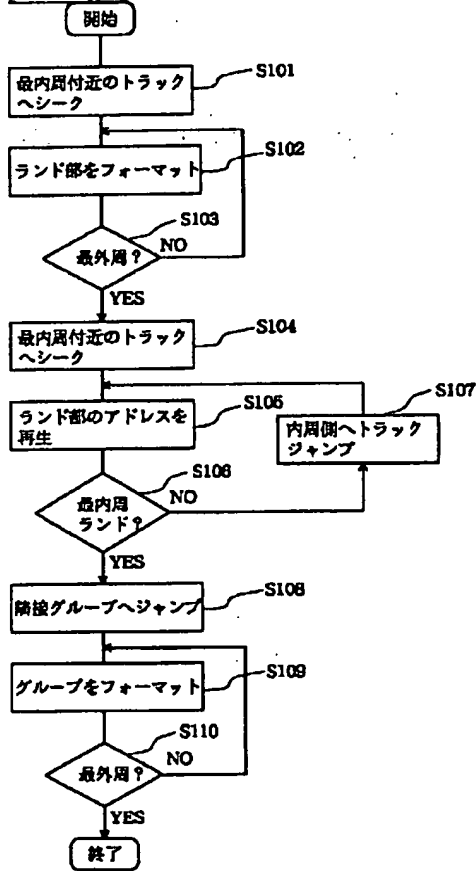 開始
最内周付近のトラック
へシーク
S101
ランド部をフォーマット
S102
最外周?
S103
NO
YES
最内周付近のトラック
へシーク
S104
ランド部のアドレスを
再生
S105
内周側へトラック
ジャンプ
S107
最内周
ランド?
S106
NO
YES
隣接グルーブへジャンプ
S108
グルーブをフォーマット
S109
最外周?
S110
NO
YES
終了